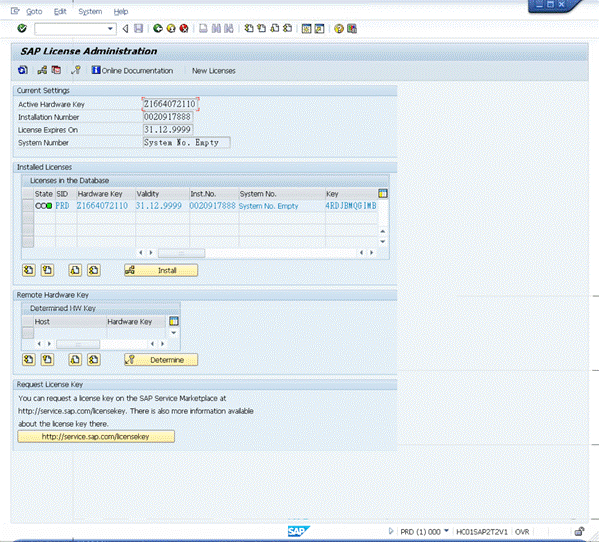 Goto Edit System Help
SAP License Administration
Online Documentation New Licenses
Current Settings
Active Hardware Key Z1664072110
Installation Number 0020917888
License Expires On 31.12.9999
System Number System No. Empty
Installed Licenses
Licenses in the Database
State SID Hardware Key Validity Inst.No. System No. Key
PRD Z1664072110 31.12.9999 0020917888 System No. Empty 4RDJBMQGIMB
Install
Remote Hardware Key
Determined HW Key
Host Hardware Key
Determine
Request License Key
You can request a license key on the SAP Service Marketplace at
http://service.sap.com/licensekey. There is also more information available
about the license key there.
http://service.sap.com/licensekey
SAP PRD (1) 000 HC01SAP2T2V1 OVR